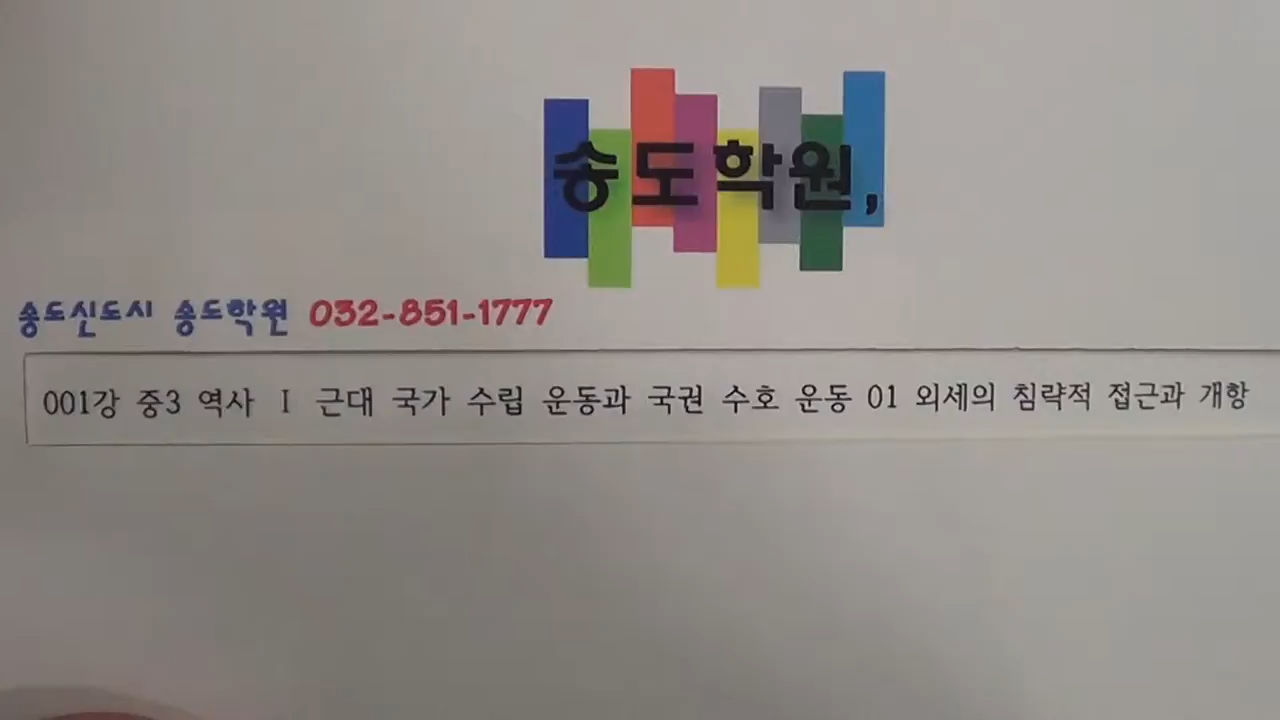 송도학원,
송도신도시 송도학원 032-851-1777
001강 중3 역사 Ⅰ 근대 국가 수립 운동과 국권 수호 운동 01 외세의 침략적 접근과 개항